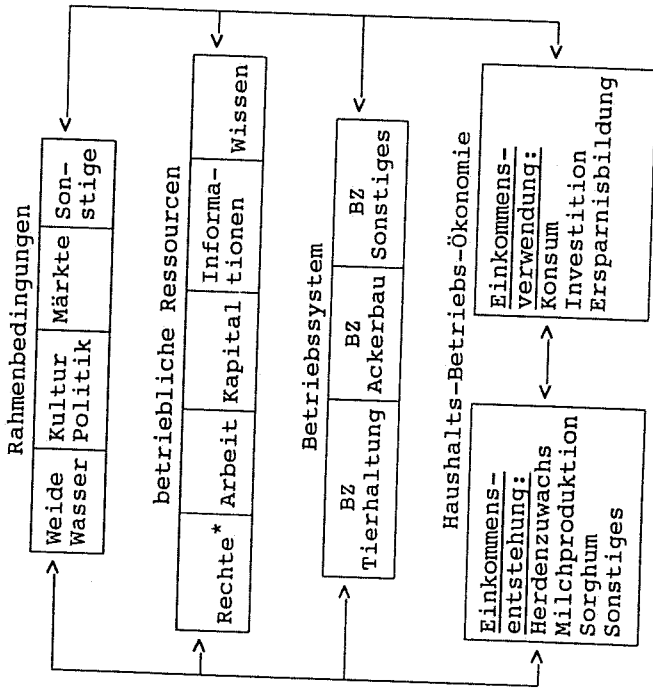 Rahmenbedingungen
Weide Wasser
Kultur Politik
Märkte
Son-
stige
betriebliche Ressourcen
Rechte*
Arbeit
Kapital
Informa-
tionen
Wissen
Betriebssystem
BZ
Tierhaltung
BZ
Ackerbau
BZ
Sonstiges
Haushalts-Betriebs-Ökonomie
Einkommens-
entstehung:
Herdenzuwachs
Milchproduktion
Sorghum
Sonstiges
Einkommens-
verwendung:
Konsum
Investition
Ersparnisbildung